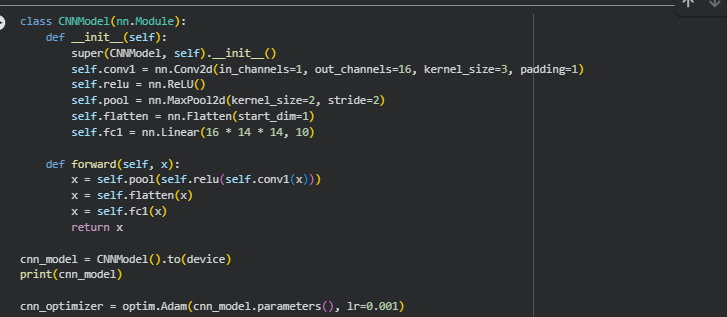 class CNNModel(nn.Module):
    def __init__(self):
        super(CNNModel, self).__init__()
        self.conv1 = nn.Conv2d(in_channels=1, out_channels=16, kernel_size=3, padding=1)
        self.relu = nn.ReLU()
        self.pool = nn.MaxPool2d(kernel_size=2, stride=2)
        self.flatten = nn.Flatten(start_dim=1)
        self.fc1 = nn.Linear(16 * 14 * 14, 10)

    def forward(self, x):
        x = self.pool(self.relu(self.conv1(x)))
        x = self.flatten(x)
        x = self.fc1(x)
        return x

cnn_model = CNNModel().to(device)
print(cnn_model)

cnn_optimizer = optim.Adam(cnn_model.parameters(), lr=0.001)